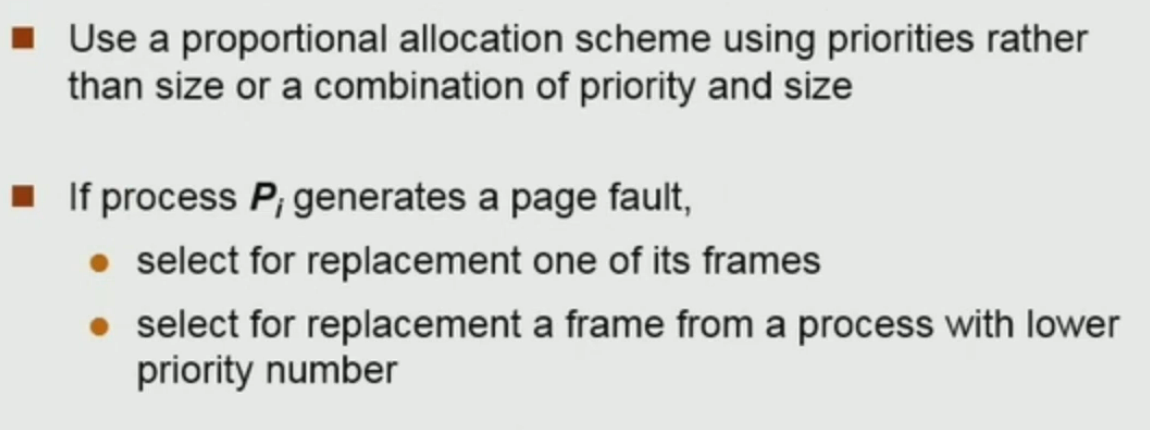 Use a proportional allocation scheme using priorities rather
than size or a combination of priority and size
If process Pi generates a page fault,
select for replacement one of its frames
select for replacement a frame from a process with lower
priority number